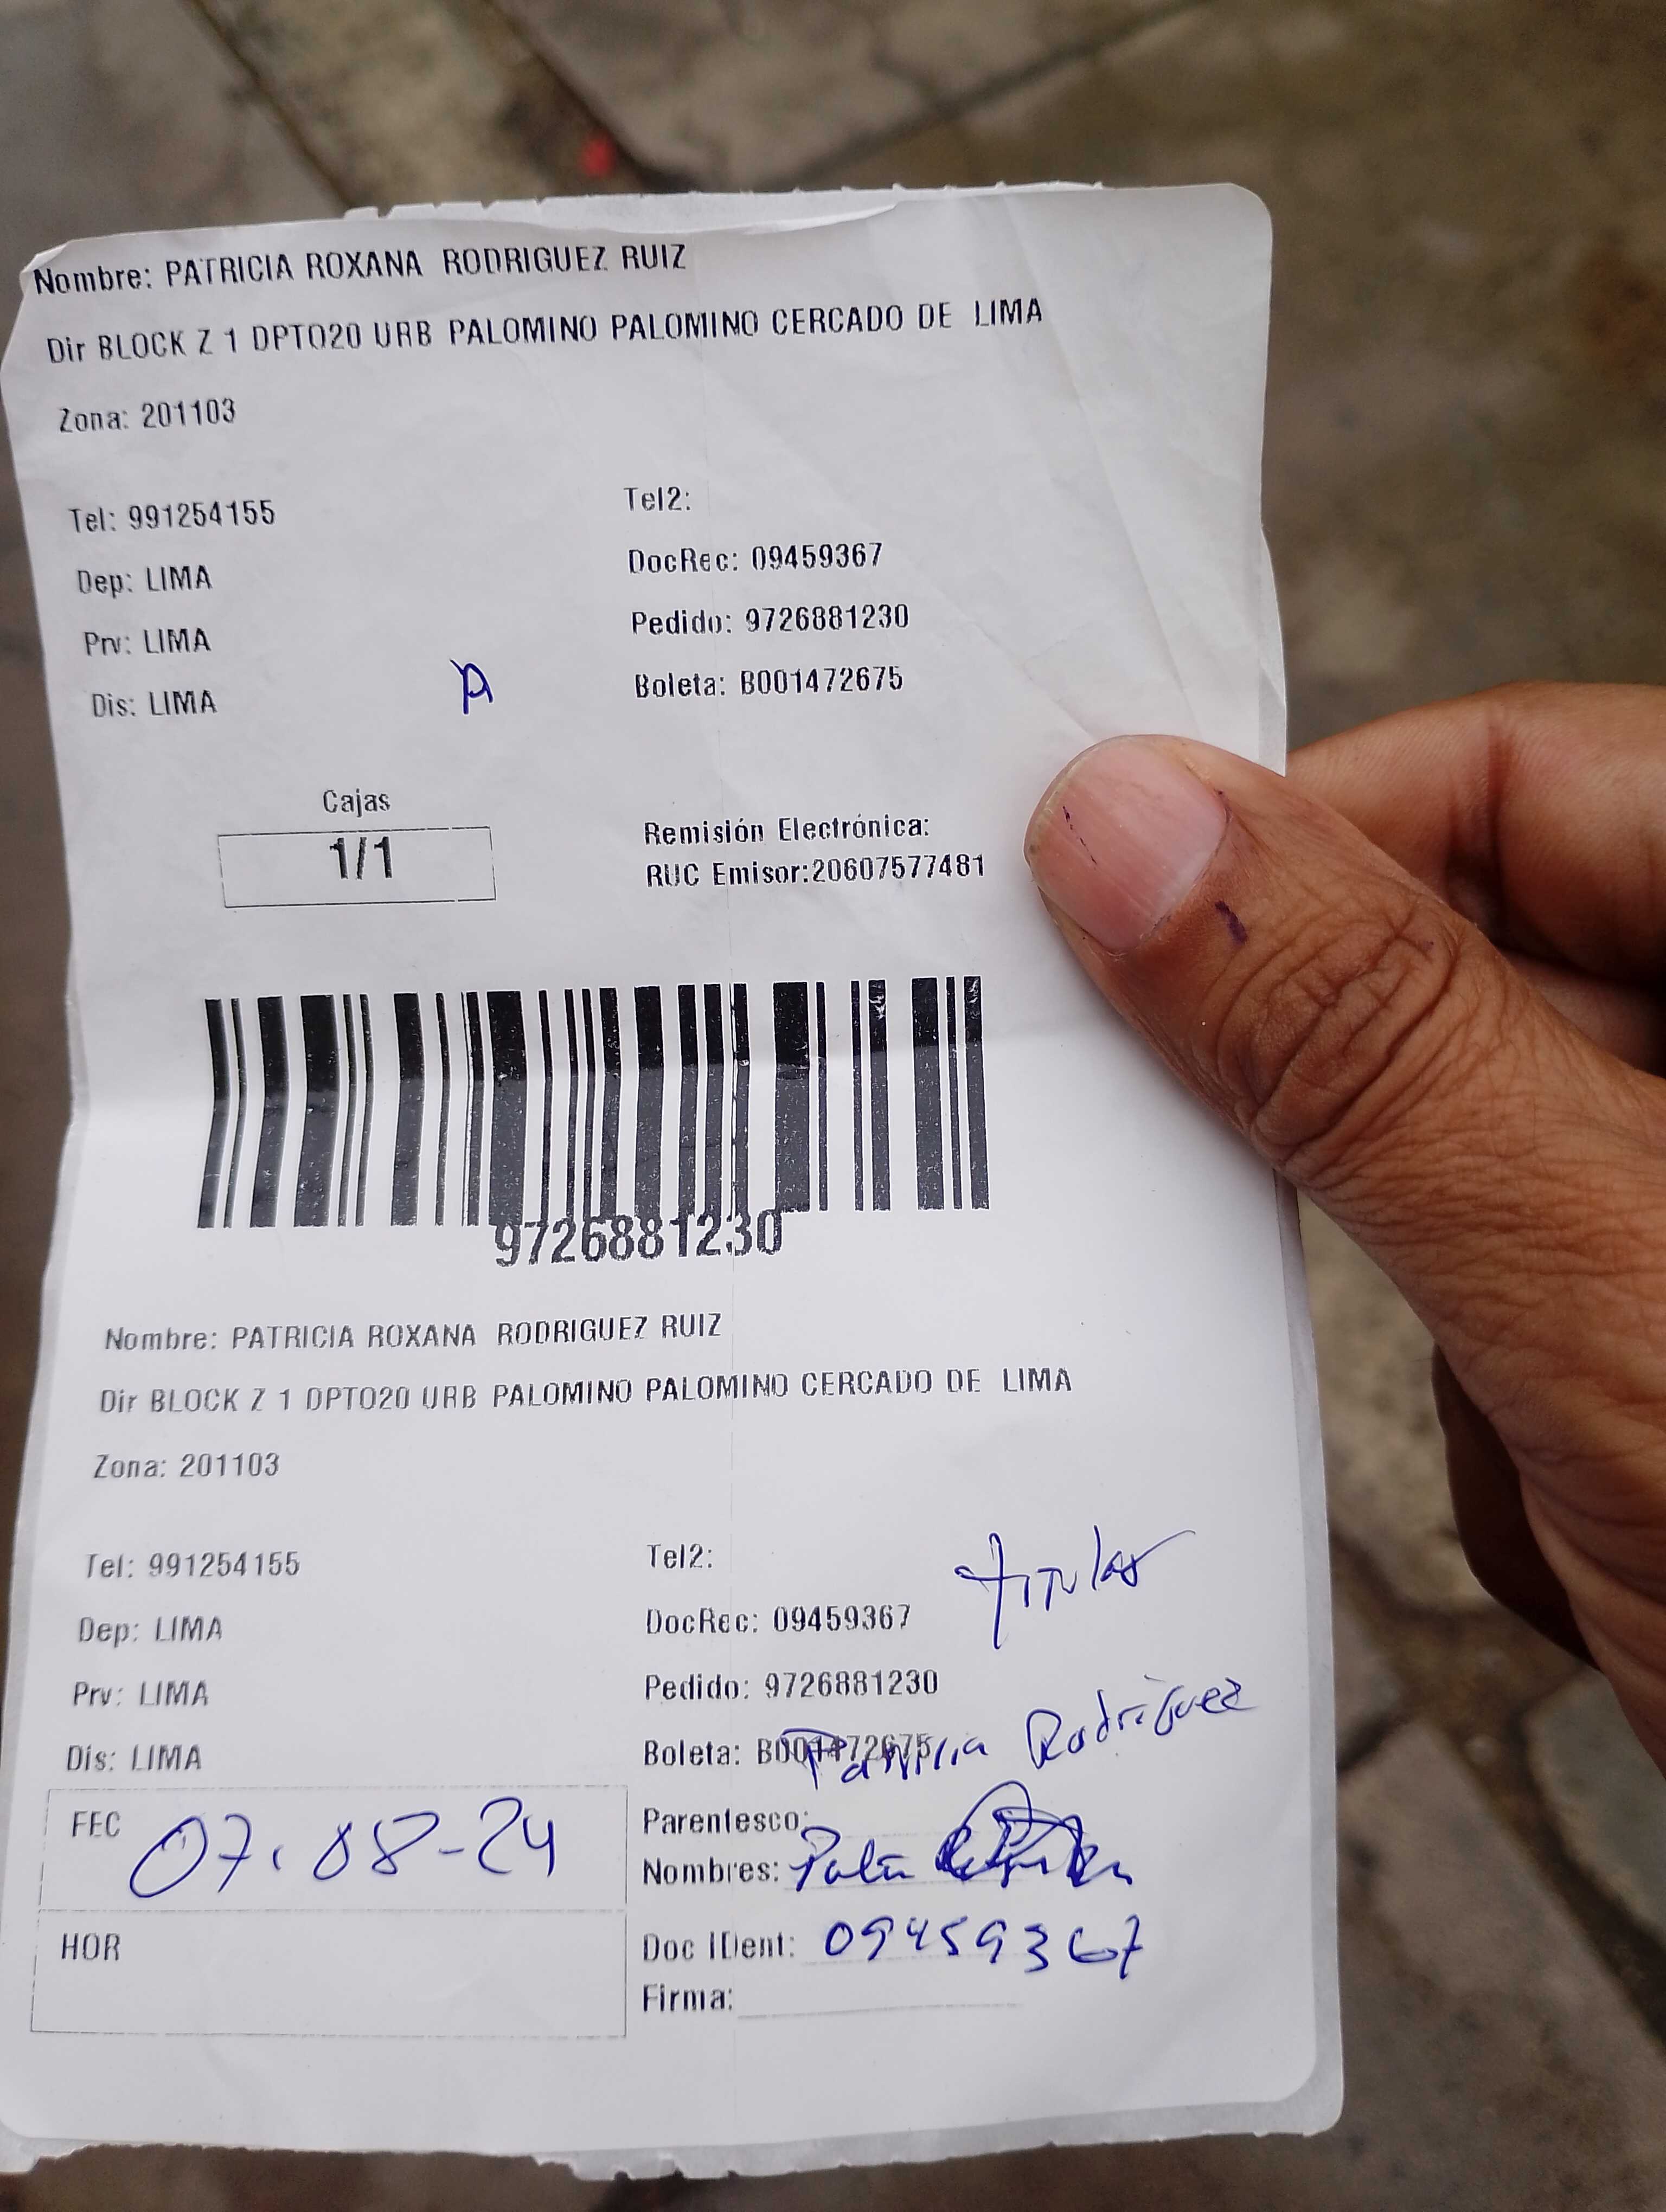 Nombre: PATRICIA ROXANA RODRIGUEZ RUIZ
Dir BLOCK Z 1 DPTO20 URB PALOMINO PALOMINO CERCADO DE LIMA
Zona: 201103
Tel: 991254155
Tel2:
Dep: LIMA
DocRec: 09459367
Prv: LIMA
Pedido: 9726881230
Dis: LIMA
A
Boleta: B001472675
Cajas
1/1
Remisión Electrónica:
RUC Emisor:20607577481
9726881230
Nombre: PATRICIA ROXANA RODRIGUEZ RUIZ
Dir BLOCK Z 1 DPTO20 URB PALOMINO PALOMINO CERCADO DE LIMA
Zona: 201103
Tel: 991254155
Tel2:
titular
Dep: LIMA
DocRec: 09459367
Prv: LIMA
Pedido: 9726881230
Dis: LIMA
Boleta: B001472675
Patricia Rodriguez
FEC 07.08-24
Parentesco:
Nombres:
HOR
Doc IDent: 09459367
Firma: